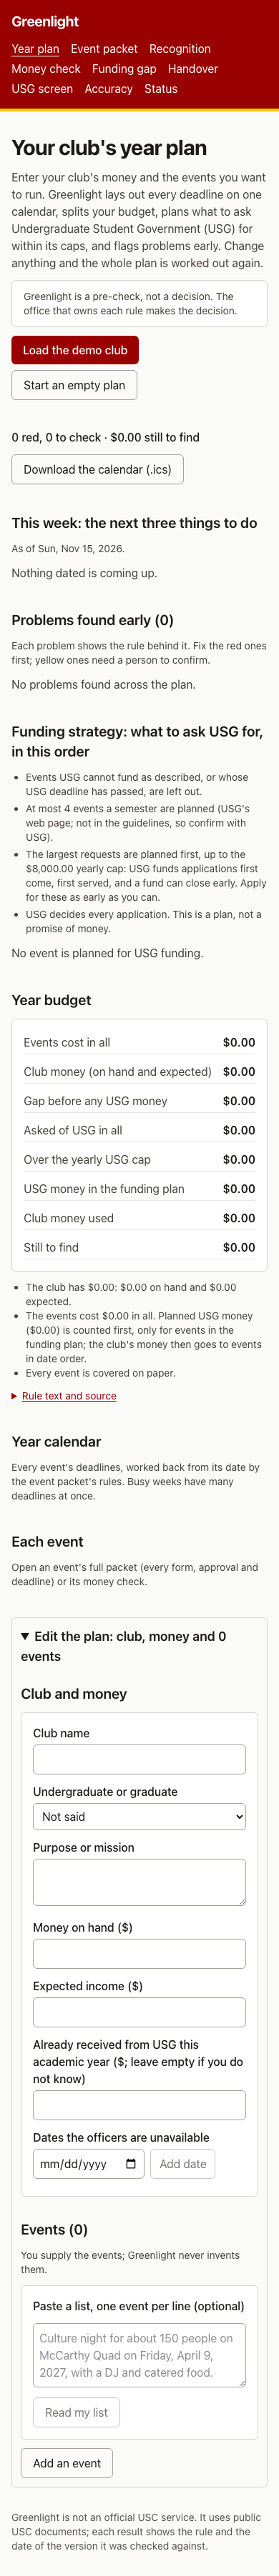 Greenlight
Year plan Event packet Recognition
Money check Funding gap Handover
USG screen Accuracy Status
Your club's year plan
Enter your club's money and the events you want
to run. Greenlight lays out every deadline on one
calendar, splits your budget, plans what to ask
Undergraduate Student Government (USG) for
within its caps, and flags problems early. Change
anything and the whole plan is worked out again.
Greenlight is a pre-check, not a decision. The
office that owns each rule makes the decision.
Load the demo club
Start an empty plan
0 red, 0 to check · $0.00 still to find
Download the calendar (.ics)
This week: the next three things to do
As of Sun, Nov 15, 2026.
Nothing dated is coming up.
Problems found early (0)
Each problem shows the rule behind it. Fix the red ones
first; yellow ones need a person to confirm.
No problems found across the plan.
Funding strategy: what to ask USG for,
in this order
• Events USG cannot fund as described, or whose
USG deadline has passed, are left out.
• At most 4 events a semester are planned (USG's
web page; not in the guidelines, so confirm with
USG).
• The largest requests are planned first, up to the
$8,000.00 yearly cap: USG funds applications first
come, first served, and a fund can close early. Apply
for these as early as you can.
• USG decides every application. This is a plan, not a
promise of money.
No event is planned for USG funding.
Year budget
Events cost in all $0.00
Club money (on hand and expected) $0.00
Gap before any USG money $0.00
Asked of USG in all $0.00
Over the yearly USG cap $0.00
USG money in the funding plan $0.00
Club money used $0.00
Still to find $0.00
• The club has $0.00: $0.00 on hand and $0.00
expected.
• The events cost $0.00 in all. Planned USG money
($0.00) is counted first, only for events in the
funding plan; the club's money then goes to events
in date order.
• Every event is covered on paper.
▶ Rule text and source
Year calendar
Every event's deadlines, worked back from its date by
the event packet's rules. Busy weeks have many
deadlines at once.
Each event
Open an event's full packet (every form, approval and
deadline) or its money check.
▼ Edit the plan: club, money and 0
events
Club and money
Club name
Undergraduate or graduate
Not said
Purpose or mission
Money on hand ($)
Expected income ($)
Already received from USG this
academic year ($; leave empty if you do
not know)
Dates the officers are unavailable
mm/dd/yyyy Add date
Events (0)
You supply the events; Greenlight never invents
them.
Paste a list, one event per line (optional)
Culture night for about 150 people on
McCarthy Quad on Friday, April 9,
2027, with a DJ and catered food.
Read my list
Add an event
Greenlight is not an official USC service. It uses public
USC documents; each result shows the rule and the
date of the version it was checked against.